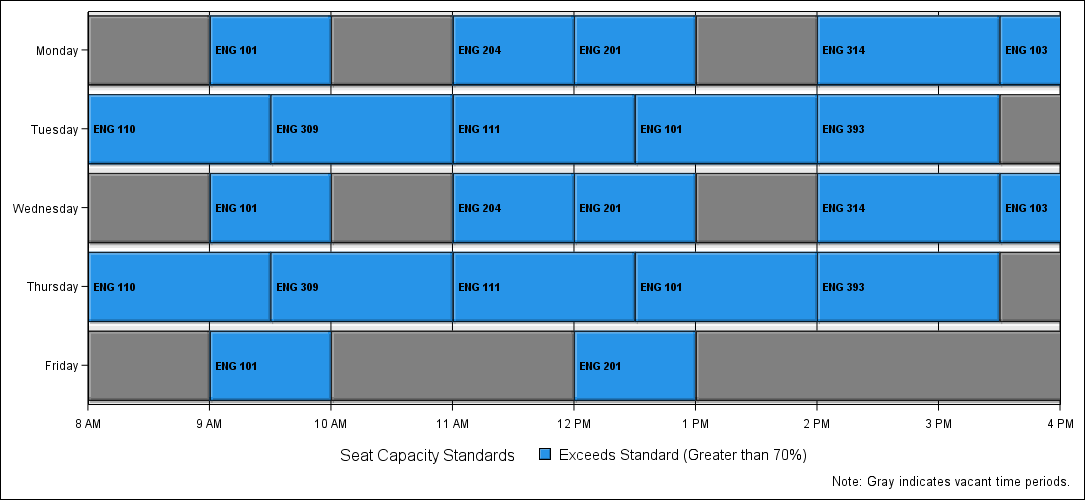 Monday
ENG 101
ENG 204
ENG 201
ENG 314
ENG 103
Tuesday
ENG 110
ENG 309
ENG 111
ENG 101
ENG 393
Wednesday
ENG 101
ENG 204
ENG 201
ENG 314
ENG 103
Thursday
ENG 110
ENG 309
ENG 111
ENG 101
ENG 393
Friday
ENG 101
ENG 201
8 AM
9 AM
10 AM
11 AM
12 PM
1 PM
2 PM
3 PM
4 PM
Seat Capacity Standards
Exceeds Standard (Greater than 70%)
Note: Gray indicates vacant time periods.